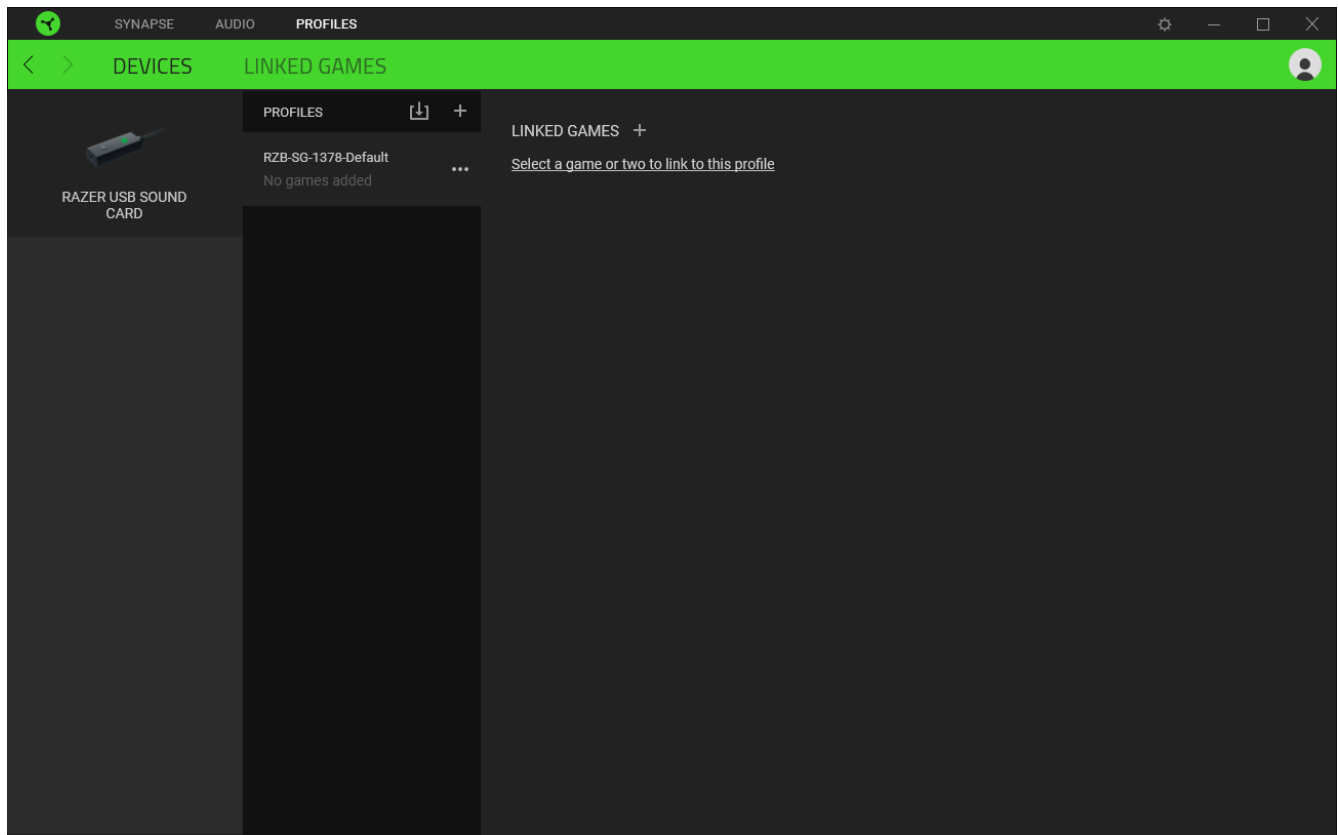 SYNAPSE AUDIO PROFILES
DEVICES LINKED GAMES
RAZER USB SOUND
CARD
PROFILES
RZB-SG-1378-Default
No games added
LINKED GAMES
Select a game or two to link to this profile